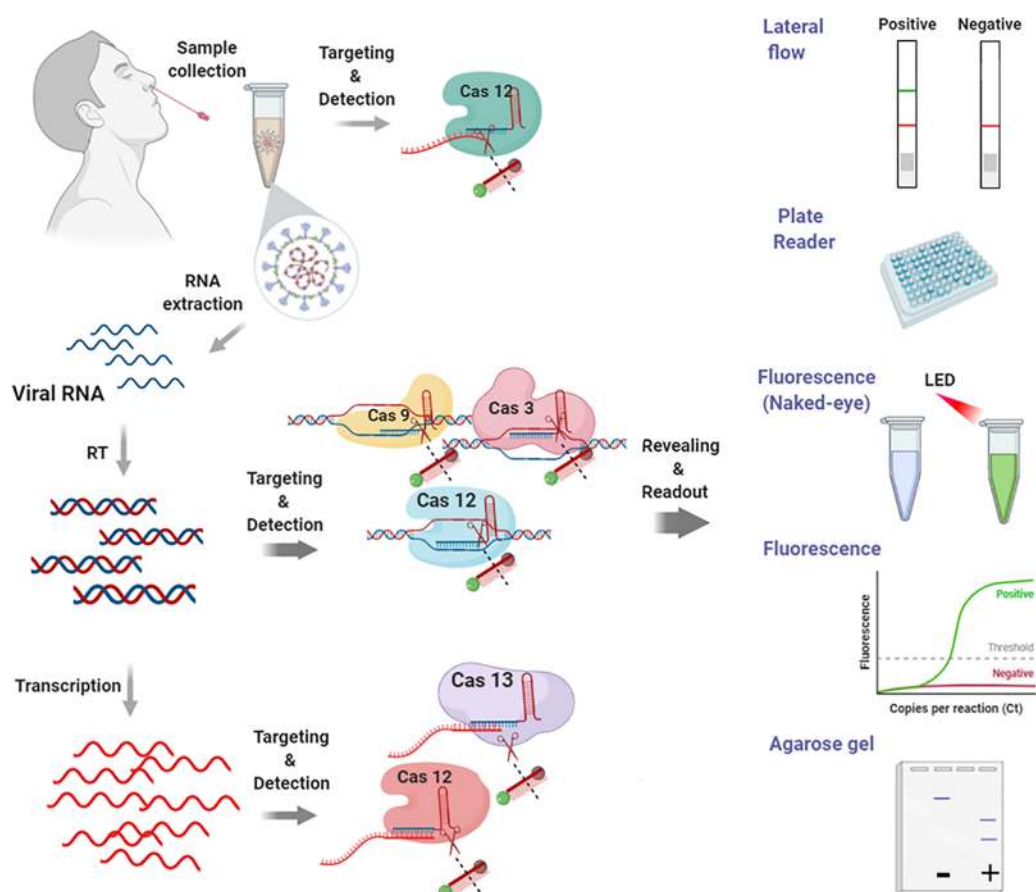 Sample
collection
Targeting
&
Detection
Cas 12
RNA
extraction
Viral RNA
RT
Targeting
&
Detection
Cas 9
Cas 3
Cas 12
Revealing
&
Readout
Transcription
Targeting
&
Detection
Cas 13
Cas 12
Lateral
flow
Positive
Negative
Plate
Reader
Fluorescence
(Naked-eye)
LED
Fluorescence
Fluorescence
Positive
Threshold
Negative
Copies per reaction (Ct)
Agarose gel
- +